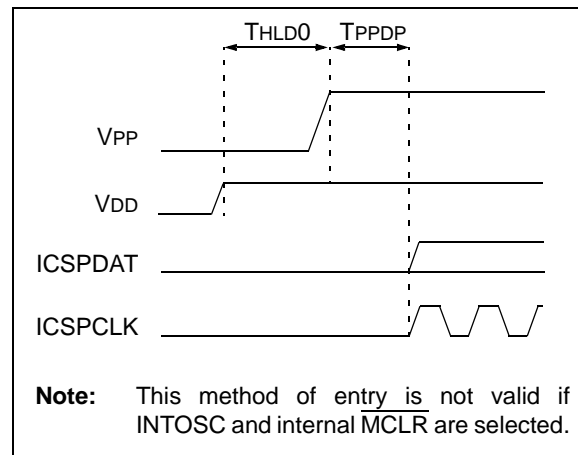 THLD0 TPPDP
VPP
VDD
ICSPDAT
ICSPCLK
Note: This method of entry is not valid if
INTOSC and internal MCLR are selected.